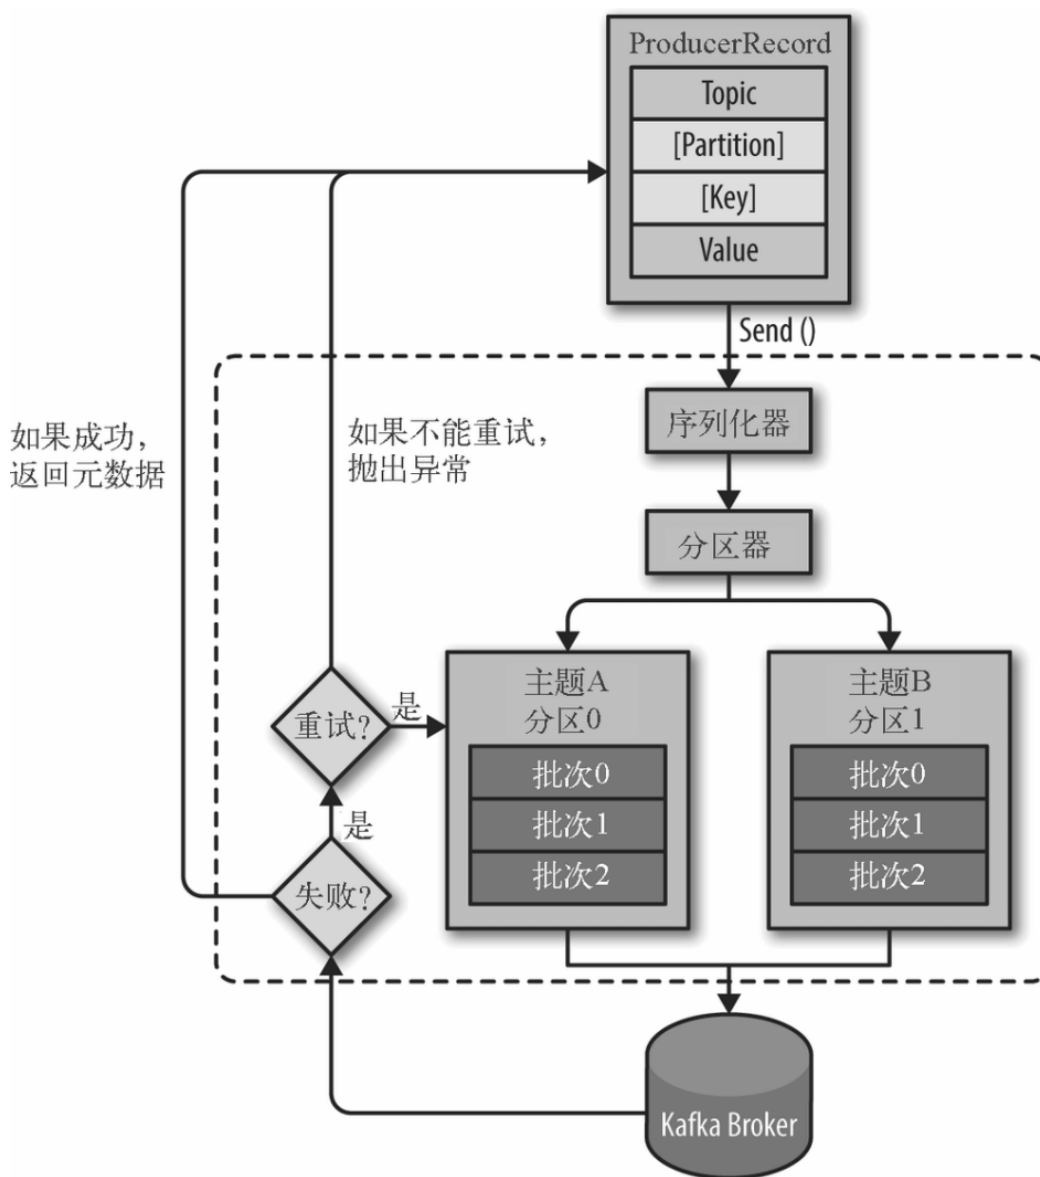 ProducerRecord
Topic
[Partition]
[Key]
Value
Send ()
如果成功，
返回元数据
如果不能重试，
抛出异常
序列化器
分区器
主题A
分区0
批次0
批次1
批次2
主题B
分区1
批次0
批次1
批次2
重试?
是
是
失败?
Kafka Broker